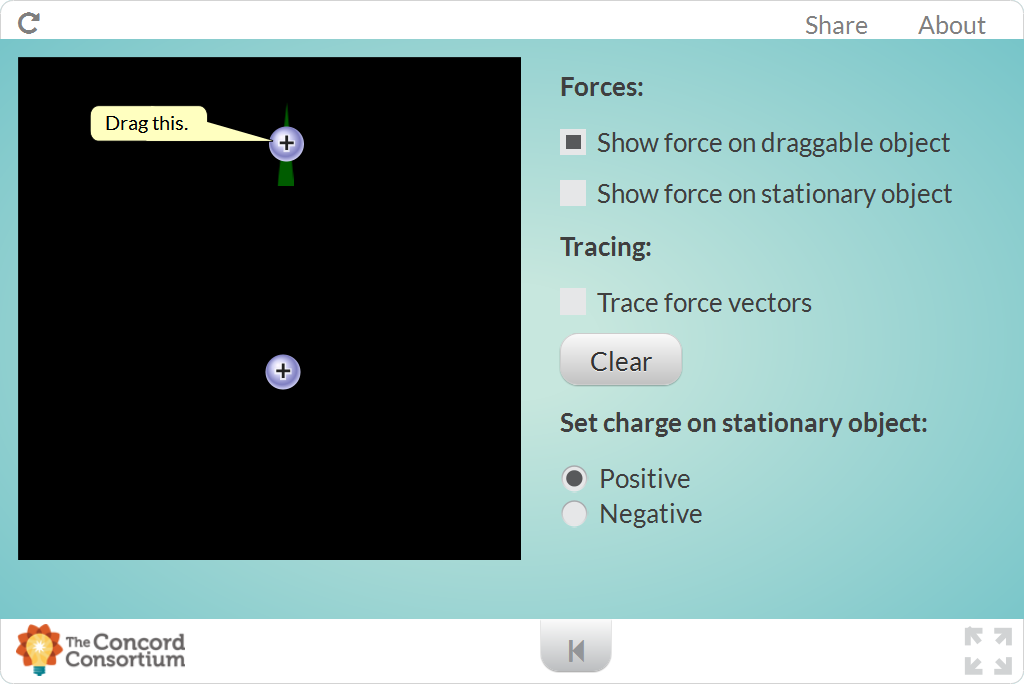 Share About
Drag this.
+
+
Forces:
Show force on draggable object
Show force on stationary object
Tracing:
Trace force vectors
Clear
Set charge on stationary object:
Positive
Negative
The Concord
Consortium